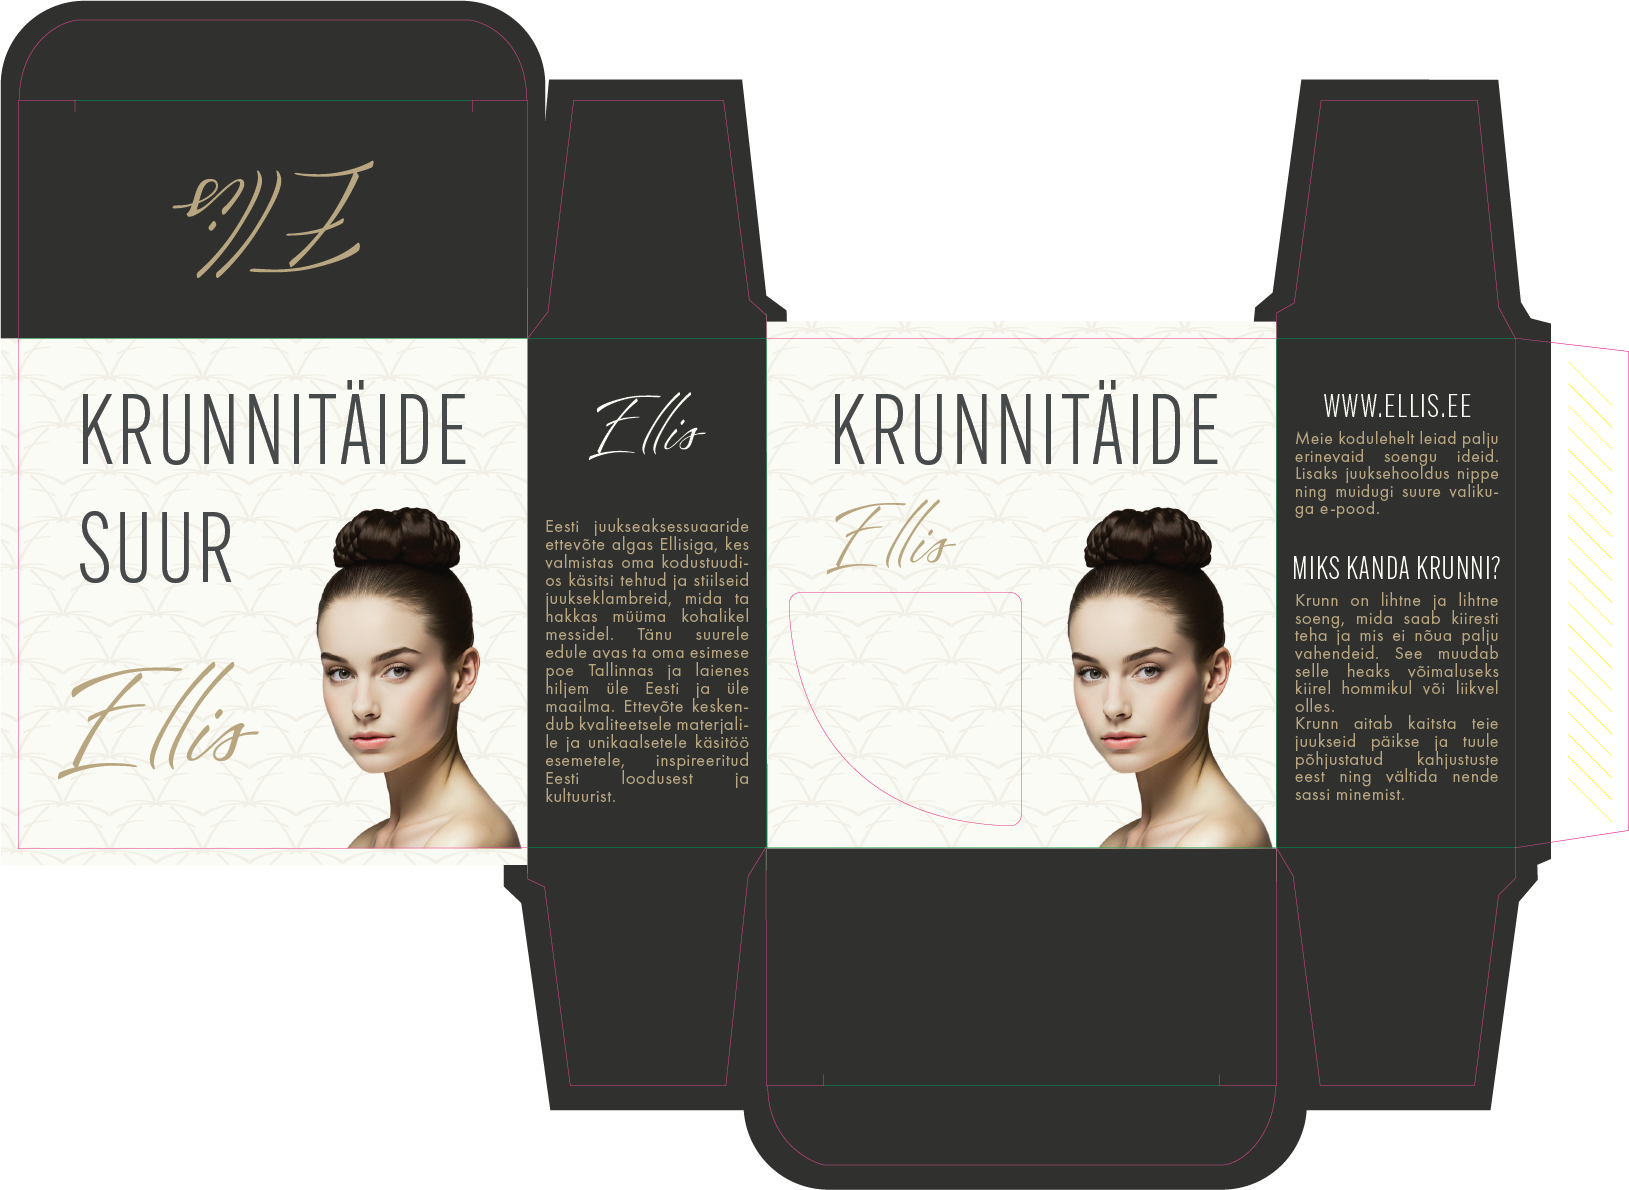 Ellis
KRUNNITÄIDE
SUUR
Ellis
Ellis
Eesti juukseaksessuaaride
ettevõte algas Ellisiga, kes
valmistas oma kodustuudi-
os käsitsi tehtud ja stiilseid
juukseklambreid, mida ta
hakkas müüma kohalikel
messidel. Tänu suurele
edule avas ta oma esimese
poe Tallinnas ja laienes
hiljem üle Eesti ja üle
maailma. Ettevõte kesken-
dub kvaliteetsele materjali-
le ja unikaalsetele käsitöö
esemetele, inspireeritud
Eesti loodusest ja
kultuurist.
KRUNNITÄIDE
Ellis
WWW.ELLIS.EE
Meie kodulehelt leiad palju
erinevaid soengu ideid.
Lisaks juuksehooldus nippe
ning muidugi suure valiku-
ga e-pood.
MIKS KANDA KRUNNI?
Krunn on lihtne ja lihtne
soeng, mida saab kiiresti
teha ja mis ei nõua palju
vahendeid. See muudab
selle heaks võimaluseks
kiirel hommikul või liikvel
olles.
Krunn aitab kaitsta teie
juukseid päikse ja tuule
põhjustatud kahjustuste
eest ning vältida nende
sassi minemist.